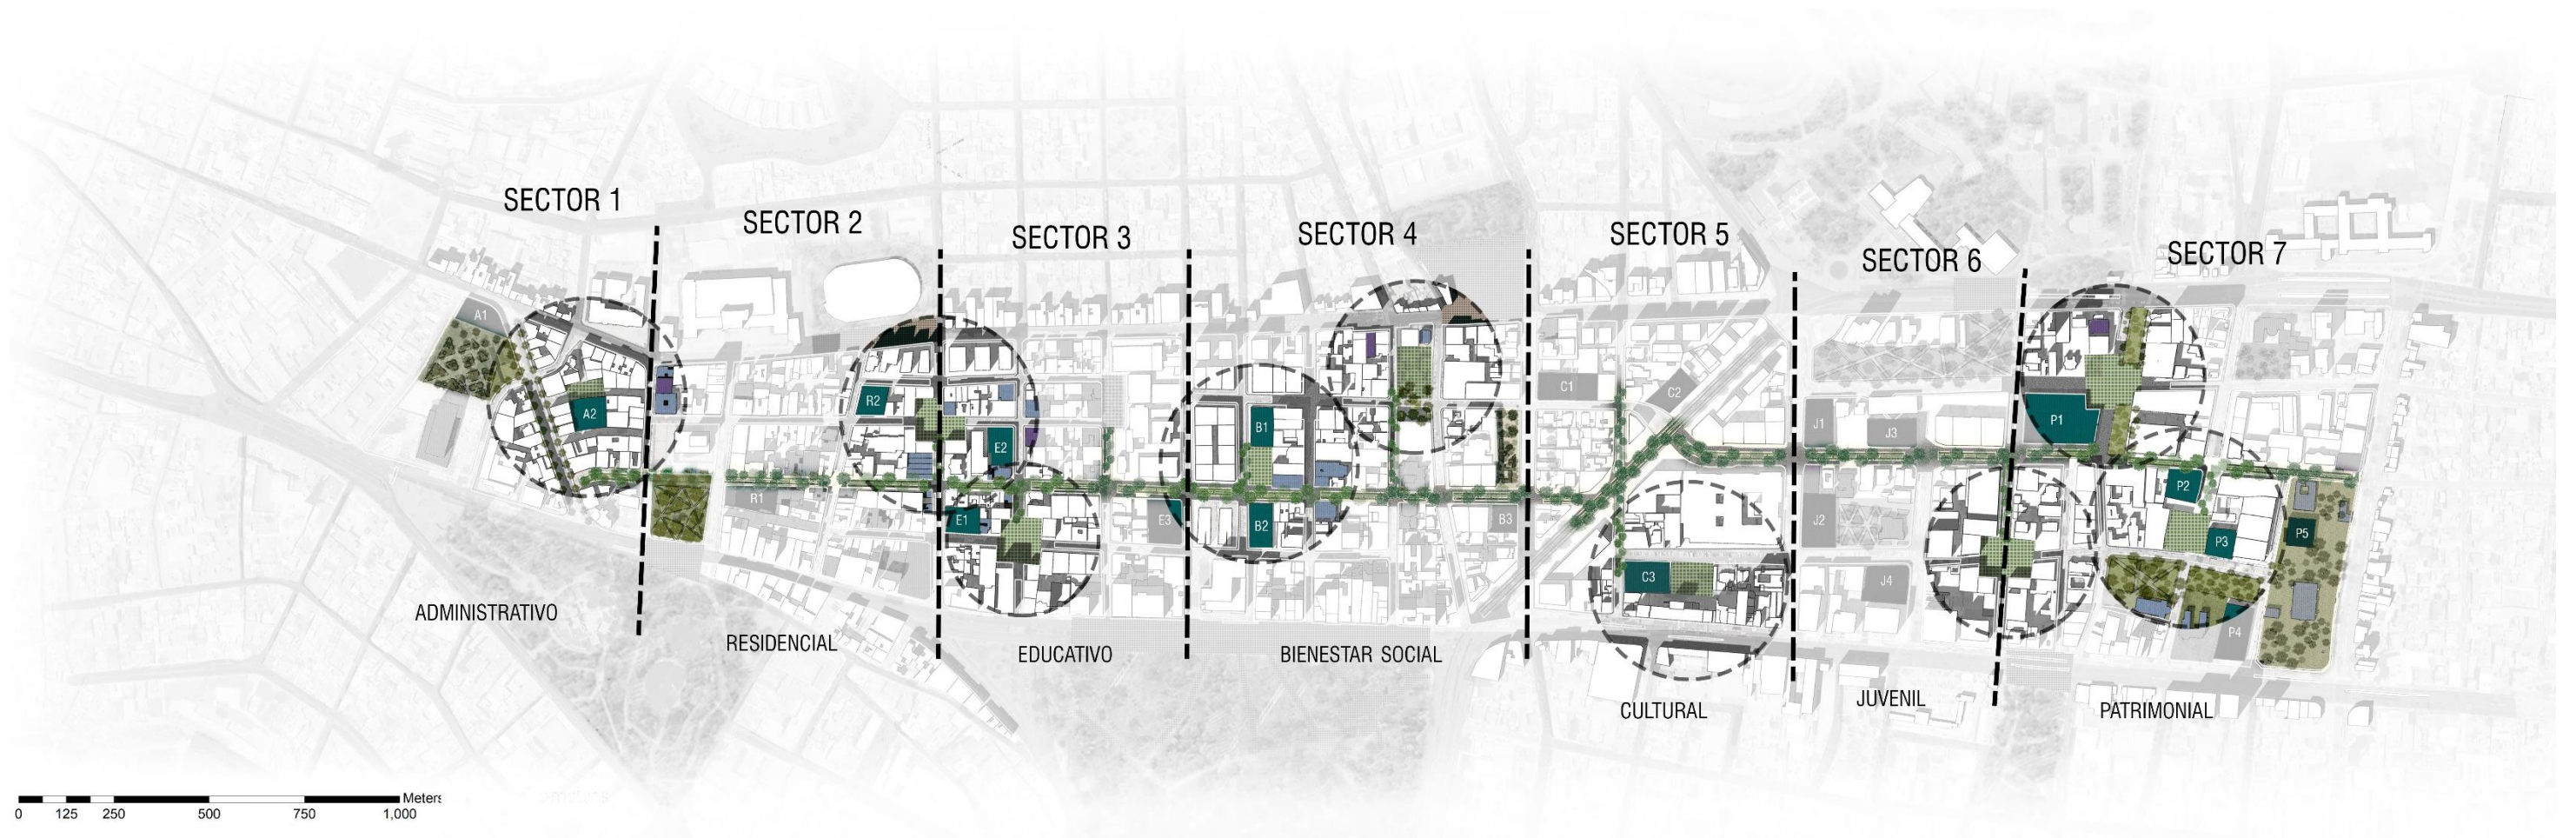 SECTOR 1
SECTOR 2
SECTOR 3
SECTOR 4
SECTOR 5
SECTOR 6
SECTOR 7
A1
A2
R1
R2
E1
E2
E3
B1
B2
B3
C1
C2
C3
J1
J2
J3
J4
P1
P2
P3
P4
P5
ADMINISTRATIVO
RESIDENCIAL
EDUCATIVO
BIENESTAR SOCIAL
CULTURAL
JUVENIL
PATRIMONIAL
Meters
0 125 250 500 750 1,000